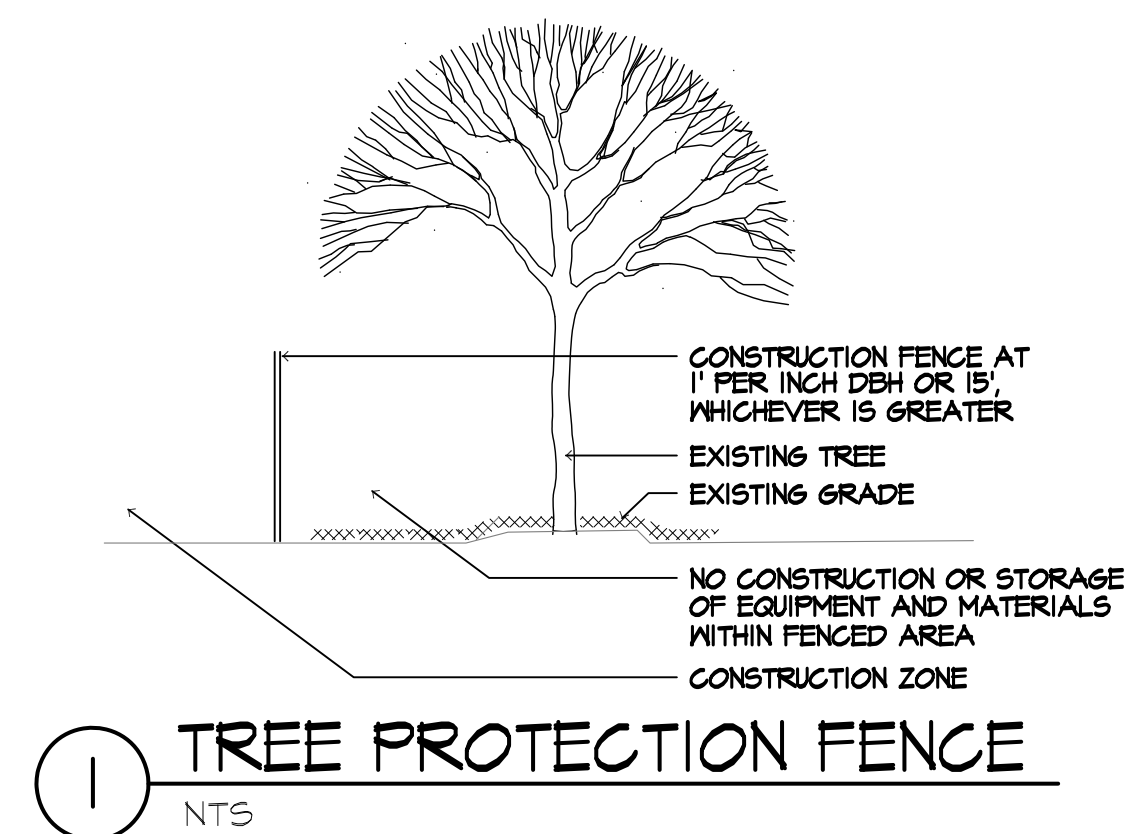 CONSTRUCTION FENCE AT
1' PER INCH DBH OR 15',
WHICHEVER IS GREATER
EXISTING TREE
EXISTING GRADE
NO CONSTRUCTION OR STORAGE
OF EQUIPMENT AND MATERIALS
WITHIN FENCED AREA
CONSTRUCTION ZONE
1 TREE PROTECTION FENCE
NTS